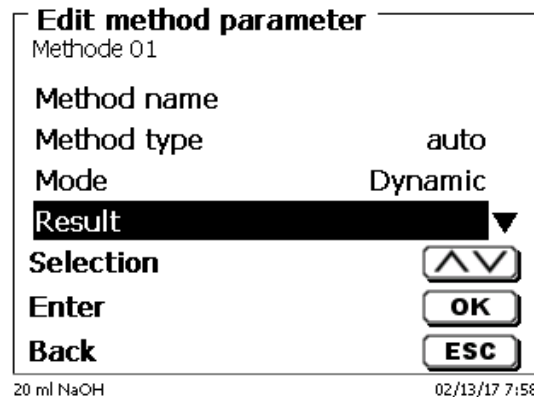 Edit method parameter
Methode 01
Method name
Method type auto
Mode Dynamic
Result
Selection
Enter OK
Back ESC
20 ml NaOH 02/13/17 7:58